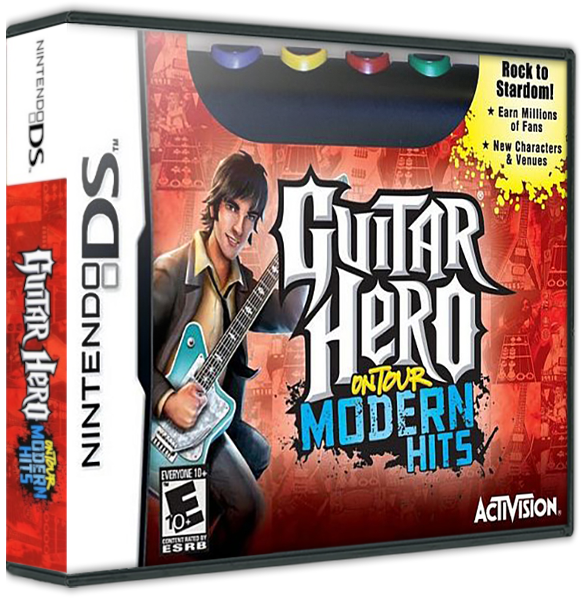 NINTENDO DS
GUITAR HERO
ON TOUR
MODERN
HITS
NINTENDO DS™
Rock to
Stardom!
★ Earn Millions
of Fans
★ New Characters
& Venues
GUITAR
HERO
ON TOUR
MODERN
HITS
EVERYONE 10+
E
10+
CONTENT RATED BY
ESRB
ACTIVISION